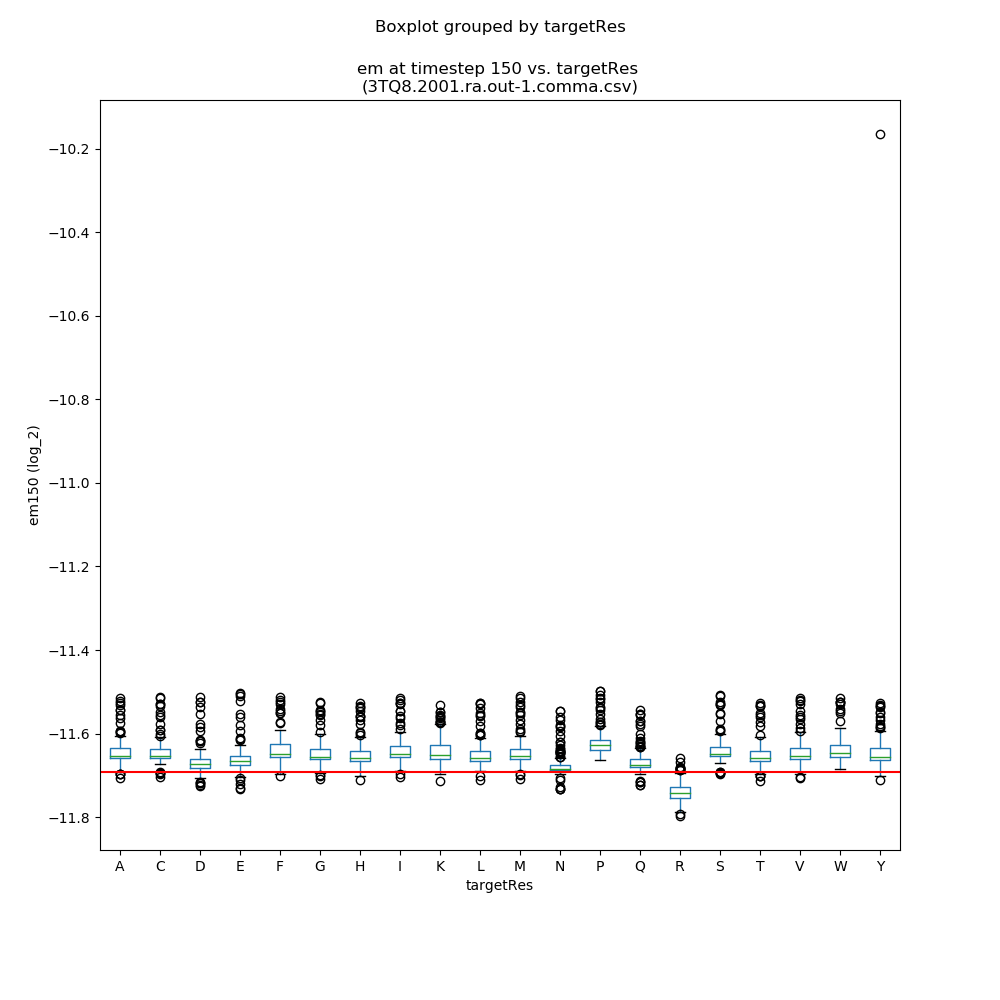 Boxplot grouped by targetRes
em at timestep 150 vs. targetRes
(3TQ8.2001.ra.out-1.comma.csv)
−10.2
−10.4
−10.6
−10.8
−11.0
−11.2
−11.4
−11.6
−11.8
em150 (log_2)
A C D E F G H I K L M N P Q R S T V W Y
targetRes